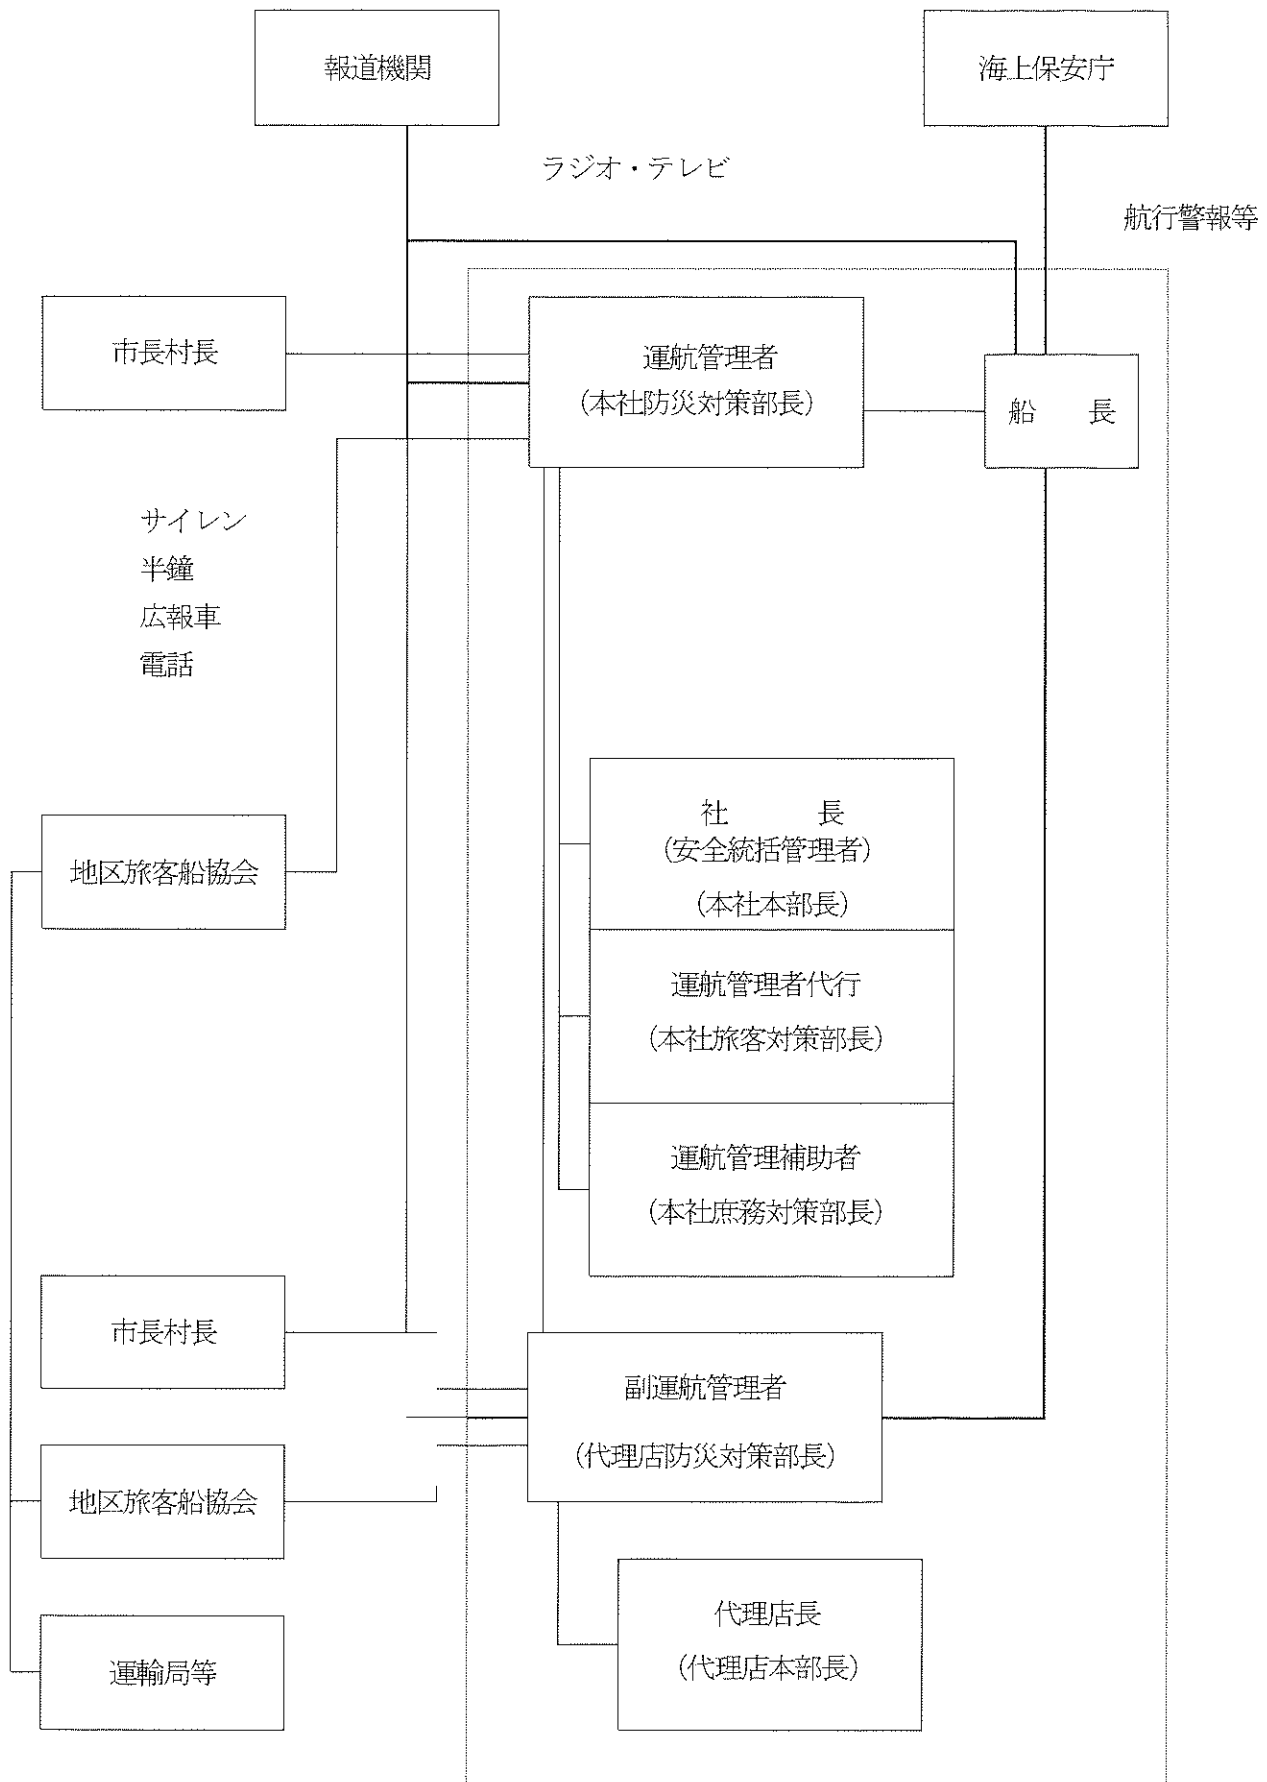 報道機関
海上保安庁
ラジオ・テレビ
航行警報等
市長村長
運航管理者
(本社防災対策部長)
船　　長
サイレン
半鐘
広報車
電話
社　　　長
(安全統括管理者)
(本社本部長)
地区旅客船協会
運航管理者代行
(本社旅客対策部長)
運航管理補助者
(本社庶務対策部長)
市長村長
副運航管理者
(代理店防災対策部長)
地区旅客船協会
代理店長
(代理店本部長)
運輸局等